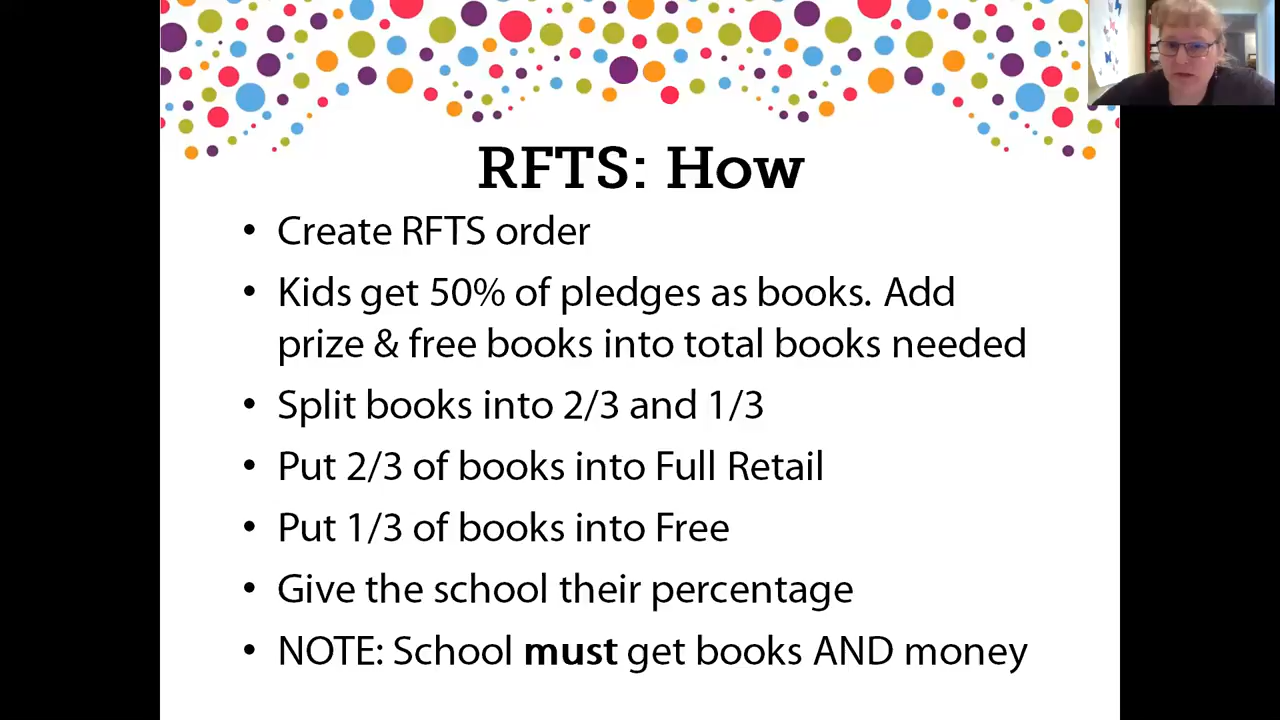 RFTS: How
• Create RFTS order
• Kids get 50% of pledges as books. Add
prize & free books into total books needed
• Split books into 2/3 and 1/3
• Put 2/3 of books into Full Retail
• Put 1/3 of books into Free
• Give the school their percentage
• NOTE: School must get books AND money